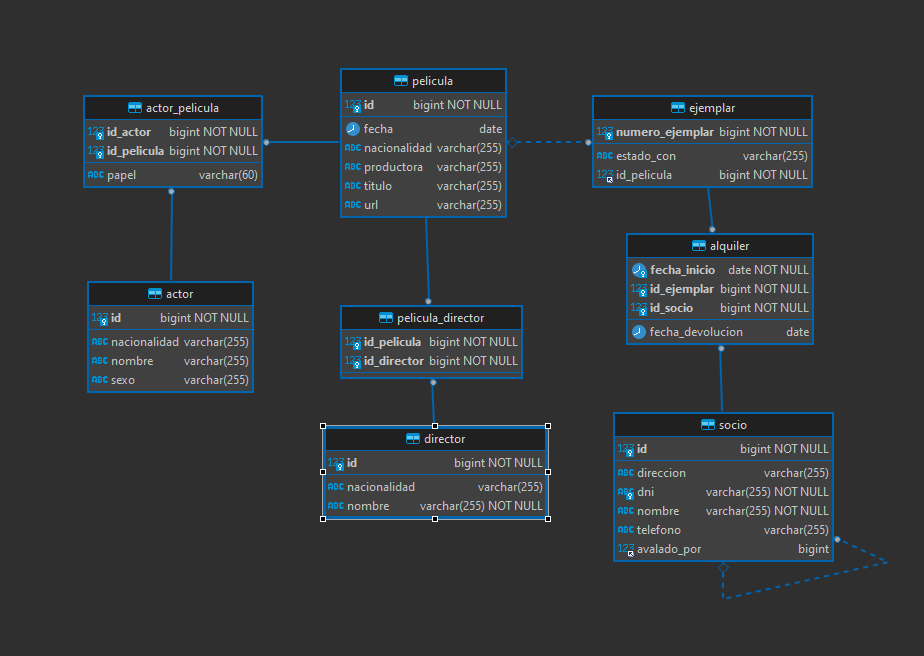 pelicula
123 id bigint NOT NULL
fecha date
ABC nacionalidad varchar(255)
ABC productora varchar(255)
ABC titulo varchar(255)
ABC url varchar(255)
actor_pelicula
123 id_actor bigint NOT NULL
123 id_pelicula bigint NOT NULL
ABC papel varchar(60)
ejemplar
123 numero_ejemplar bigint NOT NULL
ABC estado_con varchar(255)
123 id_pelicula bigint NOT NULL
alquiler
fecha_inicio date NOT NULL
123 id_ejemplar bigint NOT NULL
123 id_socio bigint NOT NULL
fecha_devolucion date
actor
123 id bigint NOT NULL
ABC nacionalidad varchar(255)
ABC nombre varchar(255)
ABC sexo varchar(255)
pelicula_director
123 id_pelicula bigint NOT NULL
123 id_director bigint NOT NULL
director
123 id bigint NOT NULL
ABC nacionalidad varchar(255)
ABC nombre varchar(255) NOT NULL
socio
123 id bigint NOT NULL
ABC direccion varchar(255)
ABC dni varchar(255) NOT NULL
ABC nombre varchar(255) NOT NULL
ABC telefono varchar(255)
123 avalado_por bigint